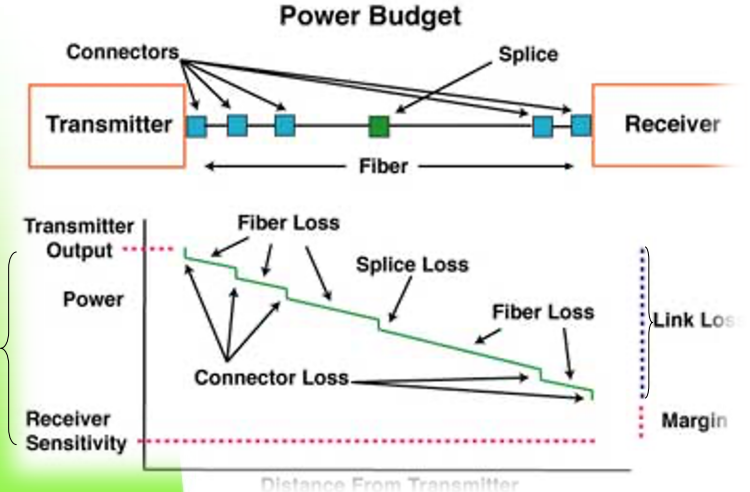 Power Budget
Connectors
Splice
Transmitter
Receiver
Fiber
Transmitter
Output
Fiber Loss
Splice Loss
Power
Fiber Loss
Link Loss
Connector Loss
Receiver
Sensitivity
Margin
Distance From Transmitter